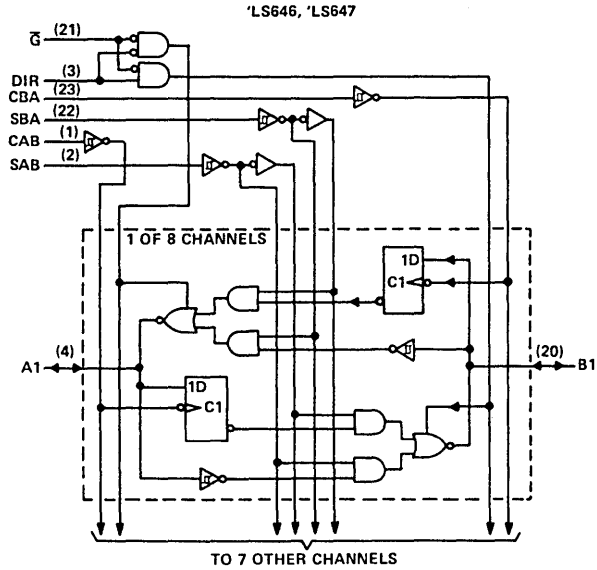 'LS646, 'LS647
G̅ (21)
DIR (3)
CBA (23)
SBA (22)
CAB (1)
SAB (2)
1 OF 8 CHANNELS
1D
C1
A1 (4)
(20) B1
1D
C1
TO 7 OTHER CHANNELS